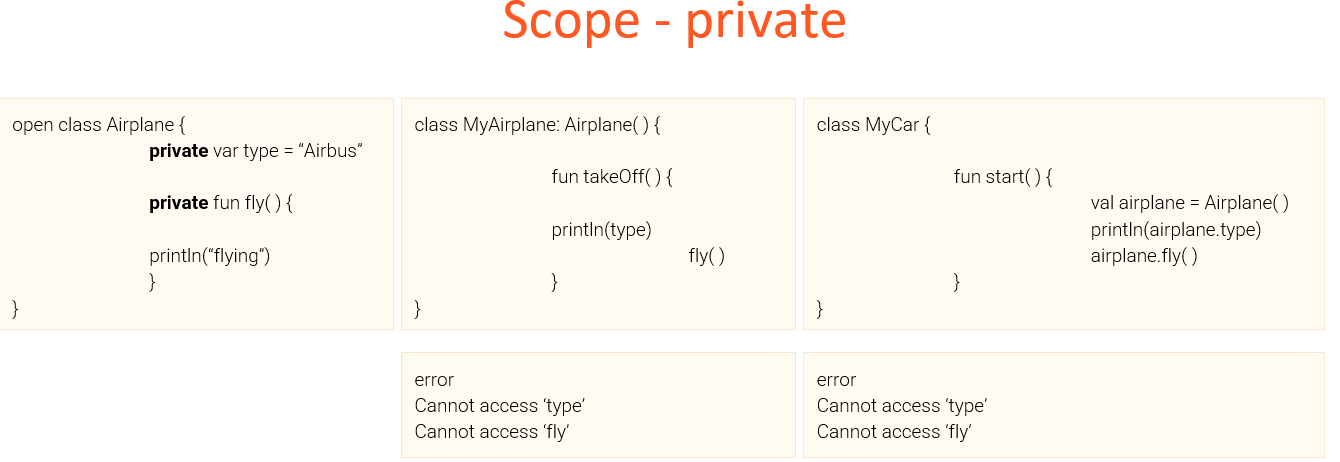 Scope - private
open class Airplane {
private var type = “Airbus”
private fun fly( ) {
println(“flying”)
}
}
class MyAirplane: Airplane( ) {
fun takeOff( ) {
println(type)
fly( )
}
}
class MyCar {
fun start( ) {
val airplane = Airplane( )
println(airplane.type)
airplane.fly( )
}
}
error
Cannot access ‘type’
Cannot access ‘fly’
error
Cannot access ‘type’
Cannot access ‘fly’